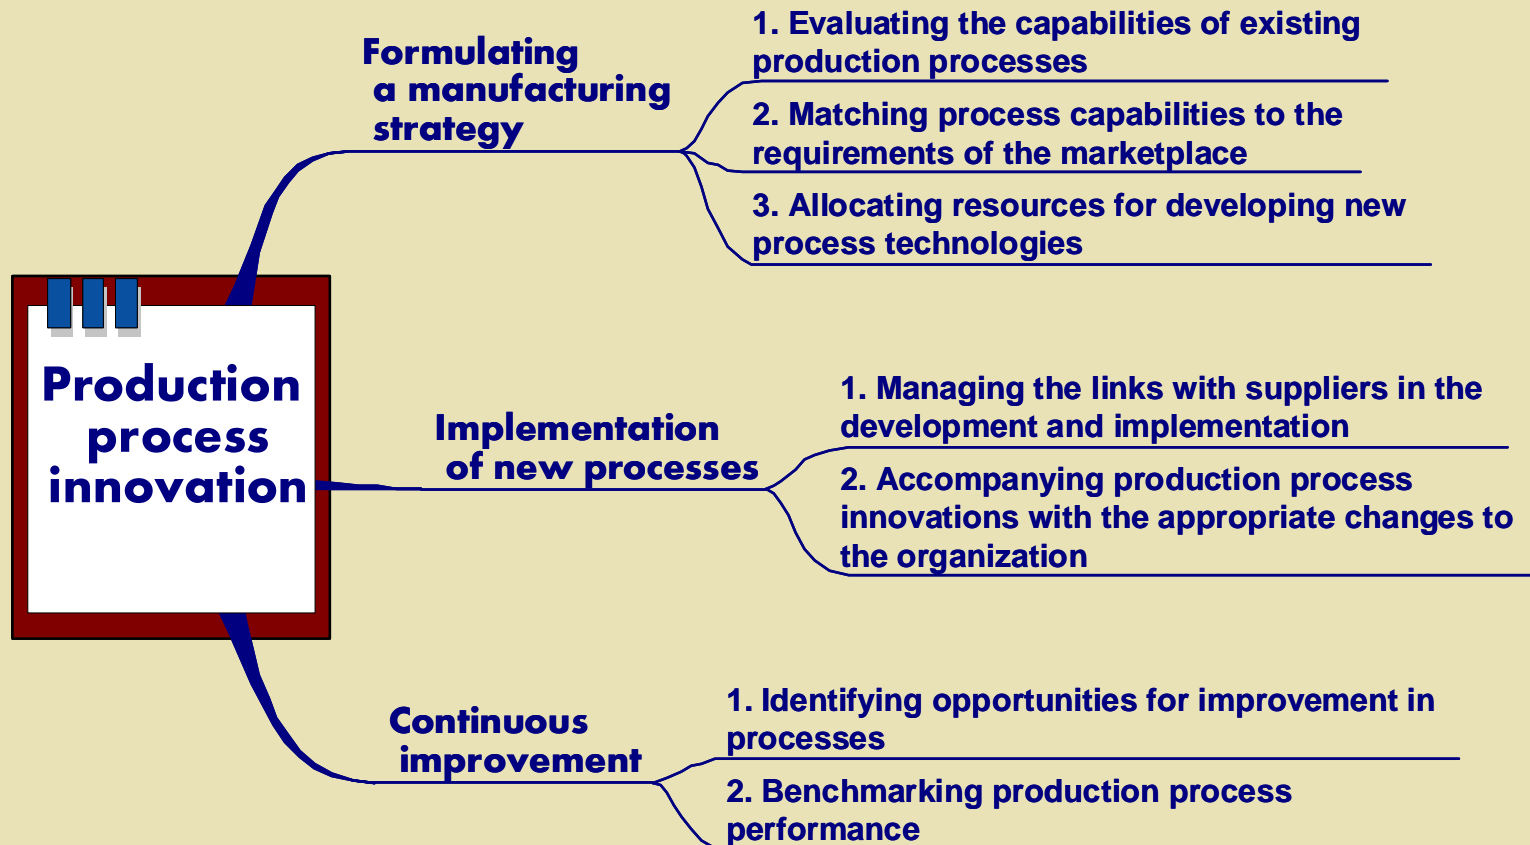 Production
process
innovation
Formulating
a manufacturing
strategy
1. Evaluating the capabilities of existing
production processes
2. Matching process capabilities to the
requirements of the marketplace
3. Allocating resources for developing new
process technologies
Implementation
of new processes
1. Managing the links with suppliers in the
development and implementation
2. Accompanying production process
innovations with the appropriate changes to
the organization
Continuous
improvement
1. Identifying opportunities for improvement in
processes
2. Benchmarking production process
performance